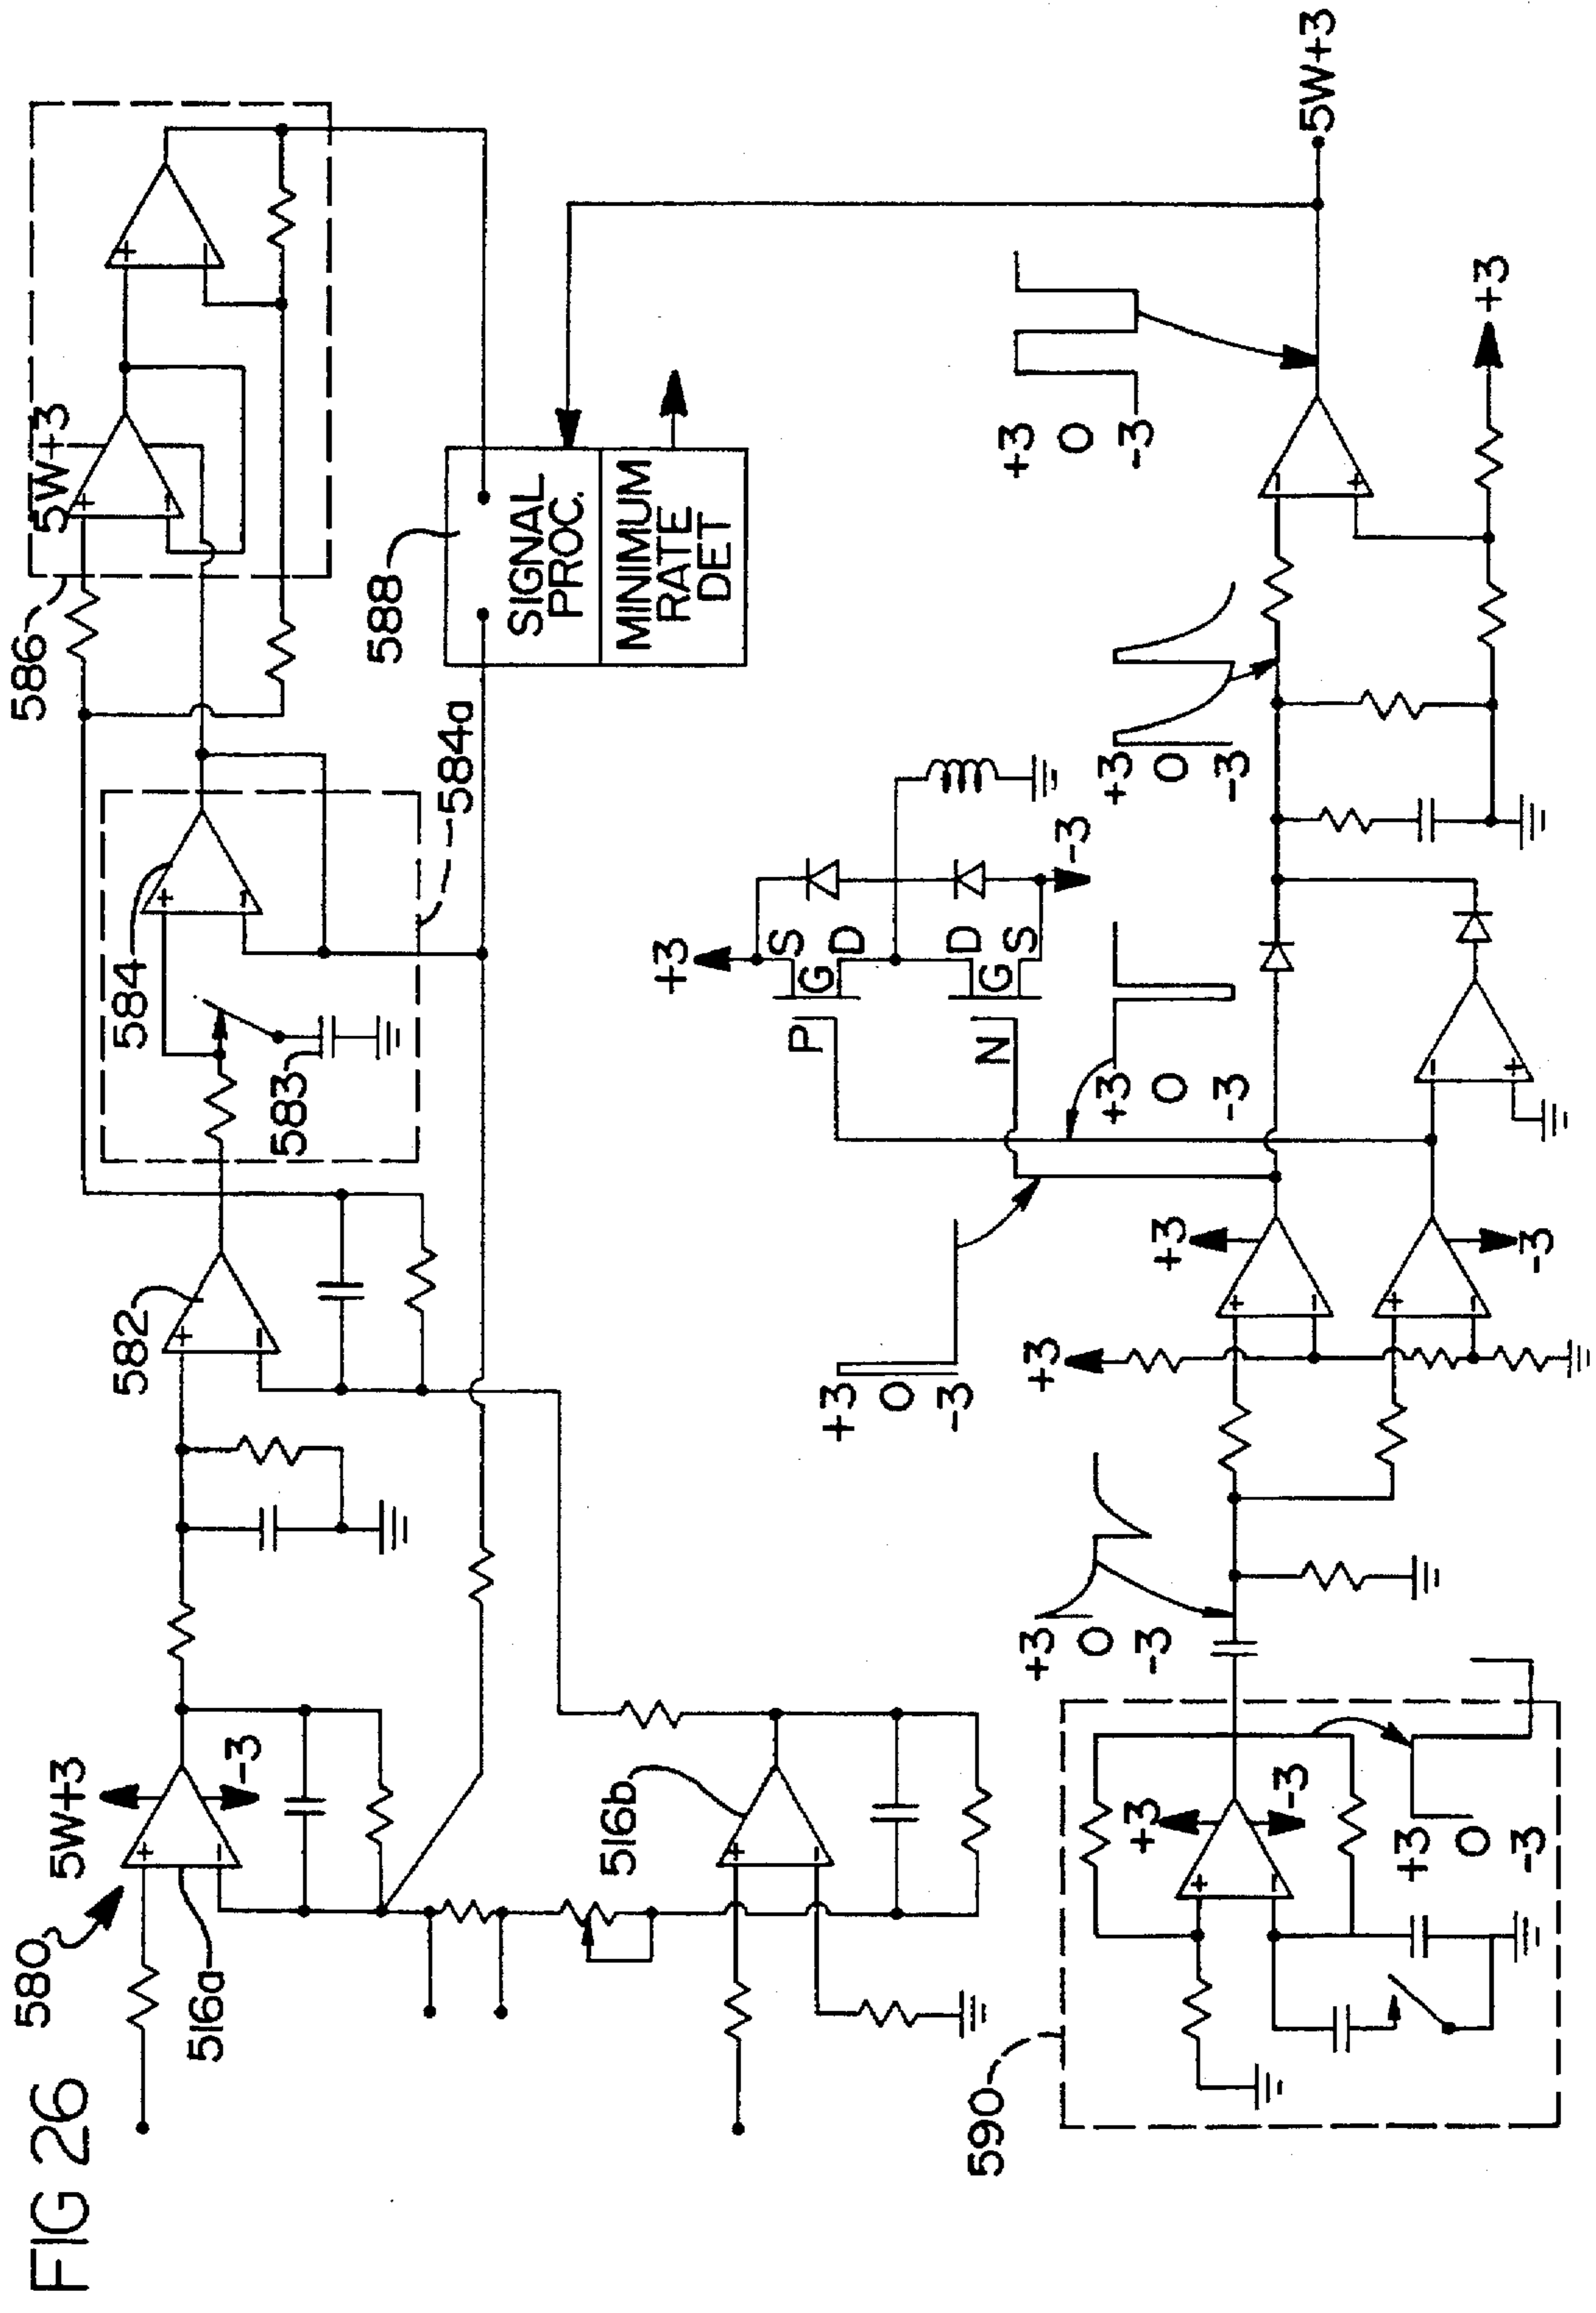 FIG 26
580
5W+3
-3
+
-
516a
582
+
-
584
+
-
583
584a
586
5W+3
+
-
+
-
588
SIGNAL
PROC.
MINIMUM
RATE
DET
516b
+
-
+3
0
-3
+3
S
G
D
P
D
G
S
N
-3
+3
0
-3
+3
0
-3
+3
0
-3
5W+3
590
+3
-3
+
-
+3
0
-3
+3
0
-3
+3
+3
+
-
+
-
-3
-
+
-
+
+3